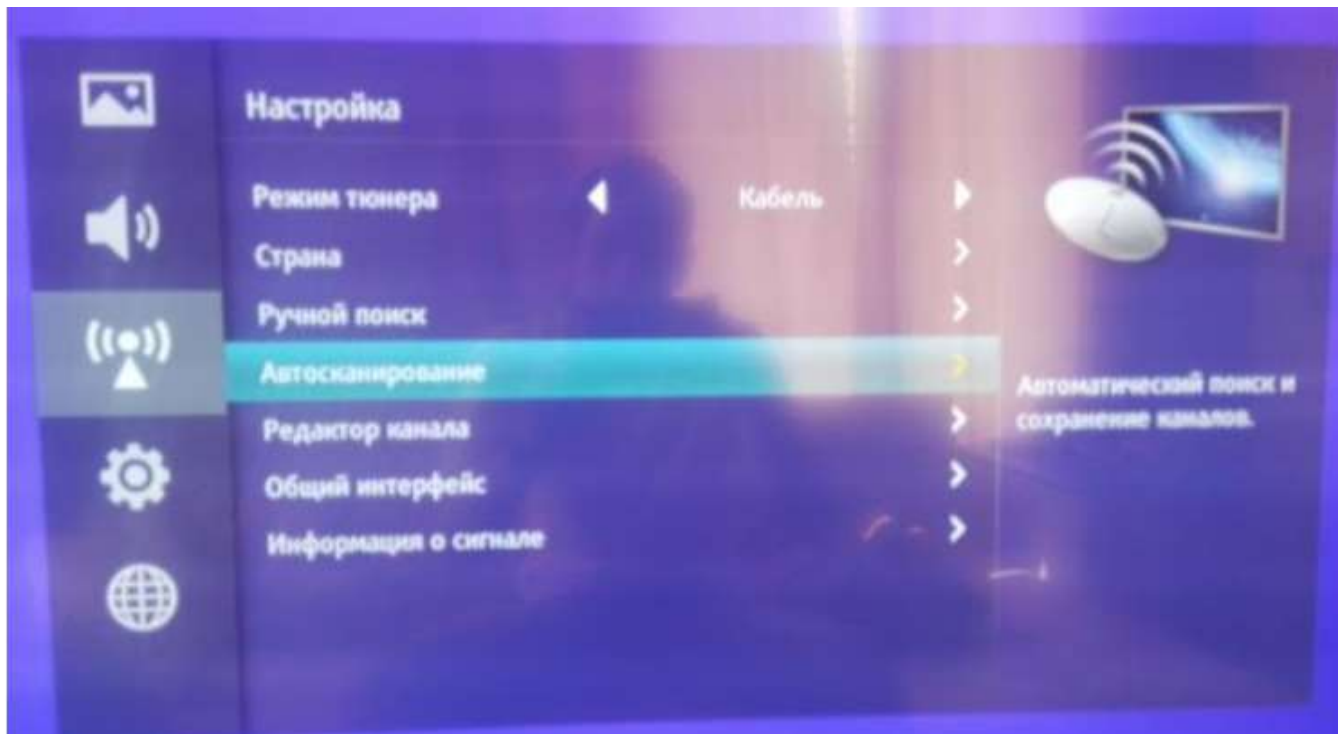 Настройка
Режим тюнера Кабель
Страна
Ручной поиск
Автосканирование
Редактор канала
Общий интерфейс
Информация о сигнале
Автоматический поиск и
сохранение каналов.